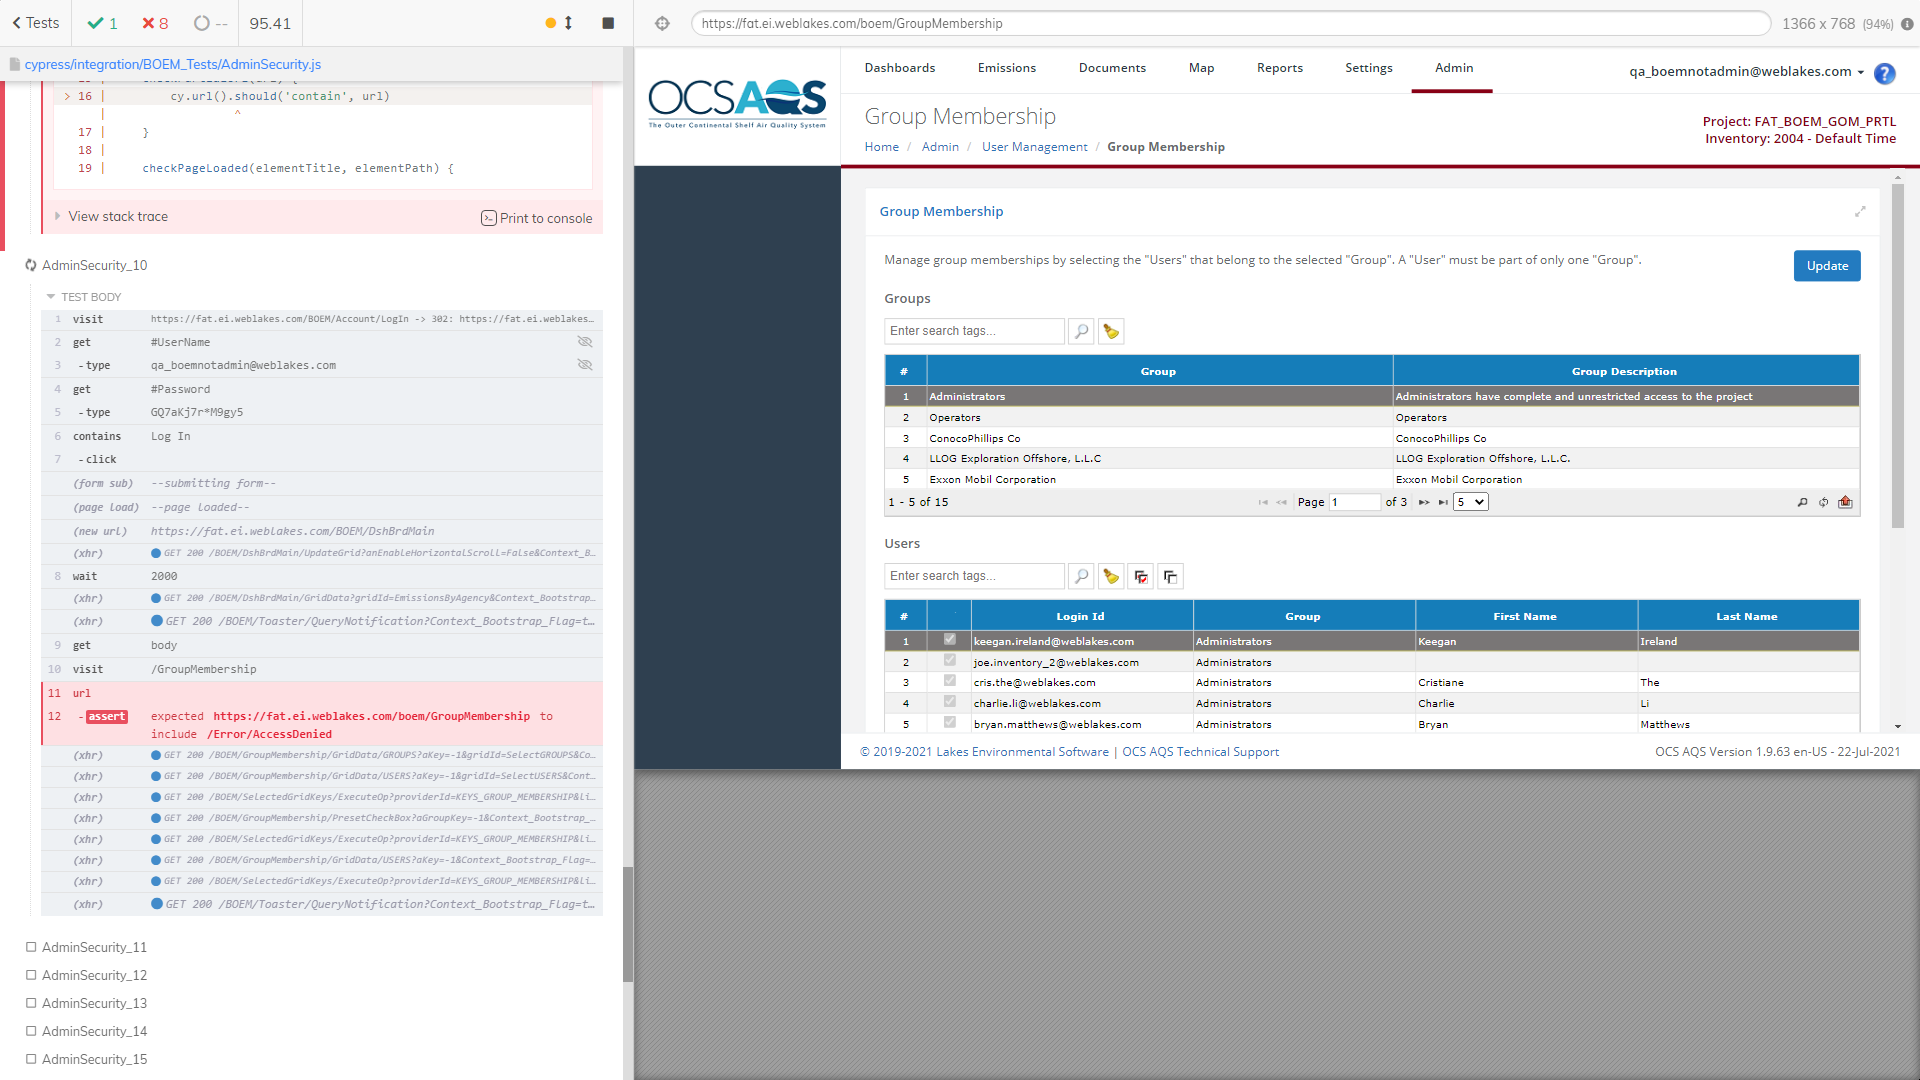 Tests
1
8
--
95.41
https://fat.ei.weblakes.com/boem/GroupMembership
1366 x 768 (94%)
cypress/integration/BOEM_Tests/AdminSecurity.js
> 16 | cy.url().should('contain', url)
| ^
17 | }
18 |
19 | checkPageLoaded(elementTitle, elementPath) {
View stack trace
Print to console
AdminSecurity_10
TEST BODY
1 visit https://fat.ei.weblakes.com/BOEM/Account/LogIn -> 302: https://fat.ei.weblakes...
2 get #UserName
3 -type qa_boemnotadmin@weblakes.com
4 get #Password
5 -type GQ7aKj7r*M9gy5
6 contains Log In
7 -click
(form sub) --submitting form--
(page load) --page loaded--
(new url) https://fat.ei.weblakes.com/BOEM/DshBrdMain
(xhr) GET 200 /BOEM/DshBrdMain/UpdateGrid?anEnableHorizontalScroll=False&Context_B...
8 wait 2000
(xhr) GET 200 /BOEM/DshBrdMain/GridData?gridId=EmissionsByAgency&Context_Bootstrap...
(xhr) GET 200 /BOEM/Toaster/QueryNotification?Context_Bootstrap_Flag=t...
9 get body
10 visit /GroupMembership
11 url
12 -assert expected https://fat.ei.weblakes.com/boem/GroupMembership to
include /Error/AccessDenied
(xhr) GET 200 /BOEM/GroupMembership/GridData/GROUPS?aKey=-1&gridId=SelectGROUPS&Co...
(xhr) GET 200 /BOEM/GroupMembership/GridData/USERS?aKey=-1&gridId=SelectUSERS&Cont...
(xhr) GET 200 /BOEM/SelectedGridKeys/ExecuteOp?providerId=KEYS_GROUP_MEMBERSHIP&li...
(xhr) GET 200 /BOEM/GroupMembership/PresetCheckBox?aGroupKey=-1&Context_Bootstrap_...
(xhr) GET 200 /BOEM/SelectedGridKeys/ExecuteOp?providerId=KEYS_GROUP_MEMBERSHIP&li...
(xhr) GET 200 /BOEM/GroupMembership/GridData/USERS?aKey=-1&Context_Bootstrap_Flag=...
(xhr) GET 200 /BOEM/SelectedGridKeys/ExecuteOp?providerId=KEYS_GROUP_MEMBERSHIP&li...
(xhr) GET 200 /BOEM/Toaster/QueryNotification?Context_Bootstrap_Flag=t...
AdminSecurity_11
AdminSecurity_12
AdminSecurity_13
AdminSecurity_14
AdminSecurity_15
OCSAQS
The Outer Continental Shelf Air Quality System
Dashboards Emissions Documents Map Reports Settings Admin
qa_boemnotadmin@weblakes.com ?
Group Membership
Home / Admin / User Management / Group Membership
Project: FAT_BOEM_GOM_PRTL
Inventory: 2004 - Default Time
Group Membership
Manage group memberships by selecting the "Users" that belong to the selected "Group". A "User" must be part of only one "Group".
Update
Groups
Enter search tags...
# Group Group Description
1 Administrators Administrators have complete and unrestricted access to the project
2 Operators Operators
3 ConocoPhillips Co ConocoPhillips Co
4 LLOG Exploration Offshore, L.L.C LLOG Exploration Offshore, L.L.C.
5 Exxon Mobil Corporation Exxon Mobil Corporation
1 - 5 of 15 Page 1 of 3 5
Users
Enter search tags...
# Login Id Group First Name Last Name
1 keegan.ireland@weblakes.com Administrators Keegan Ireland
2 joe.inventory_2@weblakes.com Administrators
3 cris.the@weblakes.com Administrators Cristiane The
4 charlie.li@weblakes.com Administrators Charlie Li
5 bryan.matthews@weblakes.com Administrators Bryan Matthews
© 2019-2021 Lakes Environmental Software | OCS AQS Technical Support
OCS AQS Version 1.9.63 en-US - 22-Jul-2021